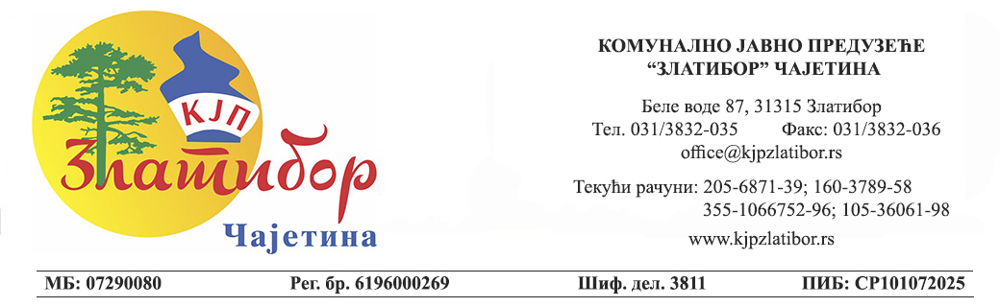 КЈП
Златибор
Чајетина
КОМУНАЛНО ЈАВНО ПРЕДУЗЕЋЕ
“ЗЛАТИБОР” ЧАЈЕТИНА
Беле воде 87, 31315 Златибор
Тел. 031/3832-035 Факс: 031/3832-036
office@kjpzlatibor.rs
Текући рачуни: 205-6871-39; 160-3789-58
355-1066752-96; 105-36061-98
www.kjpzlatibor.rs
МБ: 07290080 Рег. бр. 6196000269 Шиф. дел. 3811 ПИБ: СР101072025